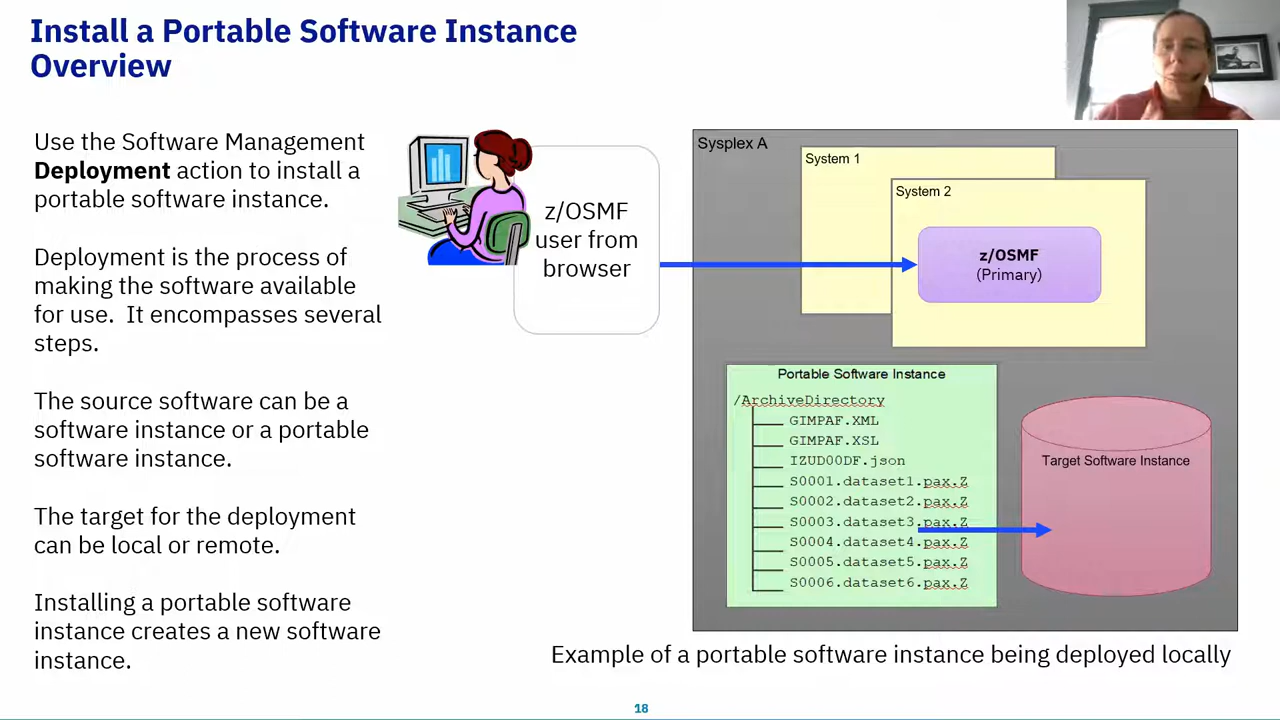 Install a Portable Software Instance
Overview
Use the Software Management
Deployment action to install a
portable software instance.
Deployment is the process of
making the software available
for use.  It encompasses several
steps.
The source software can be a
software instance or a portable
software instance.
The target for the deployment
can be local or remote.
Installing a portable software
instance creates a new software
instance.
z/OSMF
user from
browser
Sysplex A
System 1
System 2
z/OSMF
(Primary)
Portable Software Instance
/ArchiveDirectory
GIMPAF.XML
GIMPAF.XSL
IZUD00DF.json
S0001.dataset1.pax.Z
S0002.dataset2.pax.Z
S0003.dataset3.pax.Z
S0004.dataset4.pax.Z
S0005.dataset5.pax.Z
S0006.dataset6.pax.Z
Target Software Instance
Example of a portable software instance being deployed locally
18